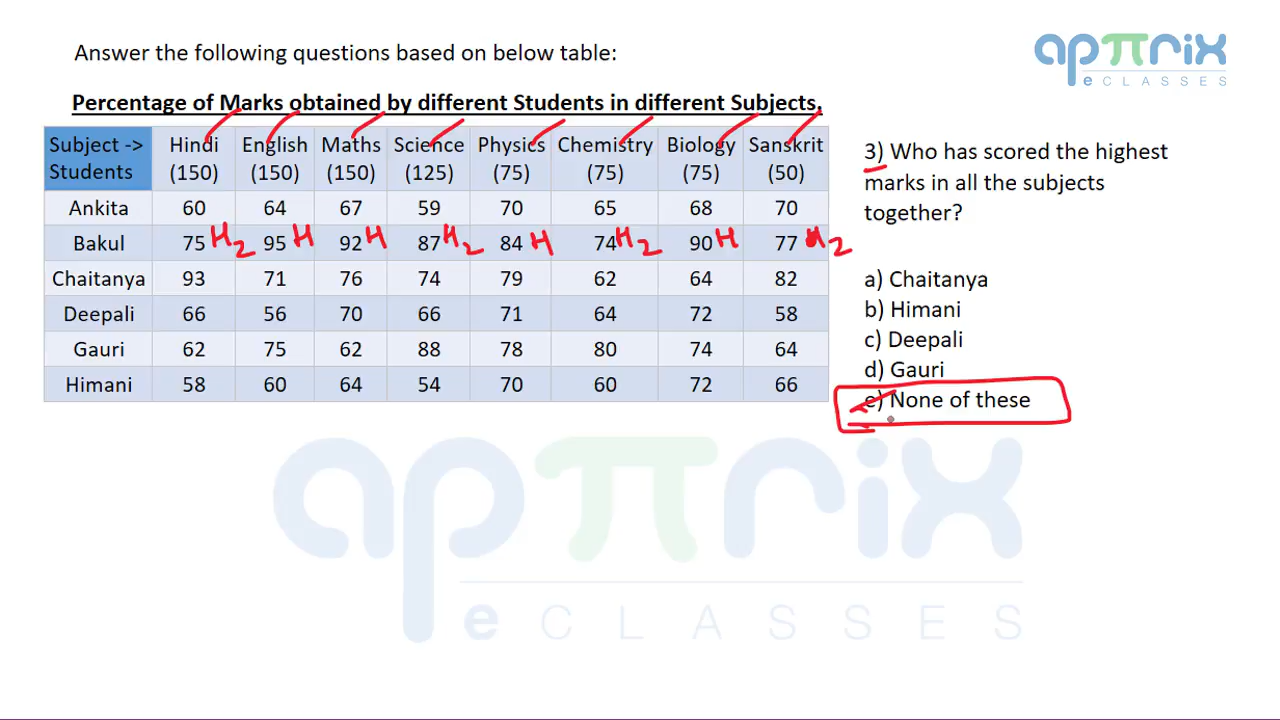 Answer the following questions based on below table:
apπrix
e CLASSES
Percentage of Marks obtained by different Students in different Subjects.
Subject -> Hindi English Maths Science Physics Chemistry Biology Sanskrit
Students (150) (150) (150) (125) (75) (75) (75) (50)
Ankita 60 64 67 59 70 65 68 70
Bakul 75 H2 95 H 92 H 87 H2 84 H 74 H2 90 H 77 H2
Chaitanya 93 71 76 74 79 62 64 82
Deepali 66 56 70 66 71 64 72 58
Gauri 62 75 62 88 78 80 74 64
Himani 58 60 64 54 70 60 72 66
3) Who has scored the highest
marks in all the subjects
together?
a) Chaitanya
b) Himani
c) Deepali
d) Gauri
e) None of these
apπrix
e CLASSES